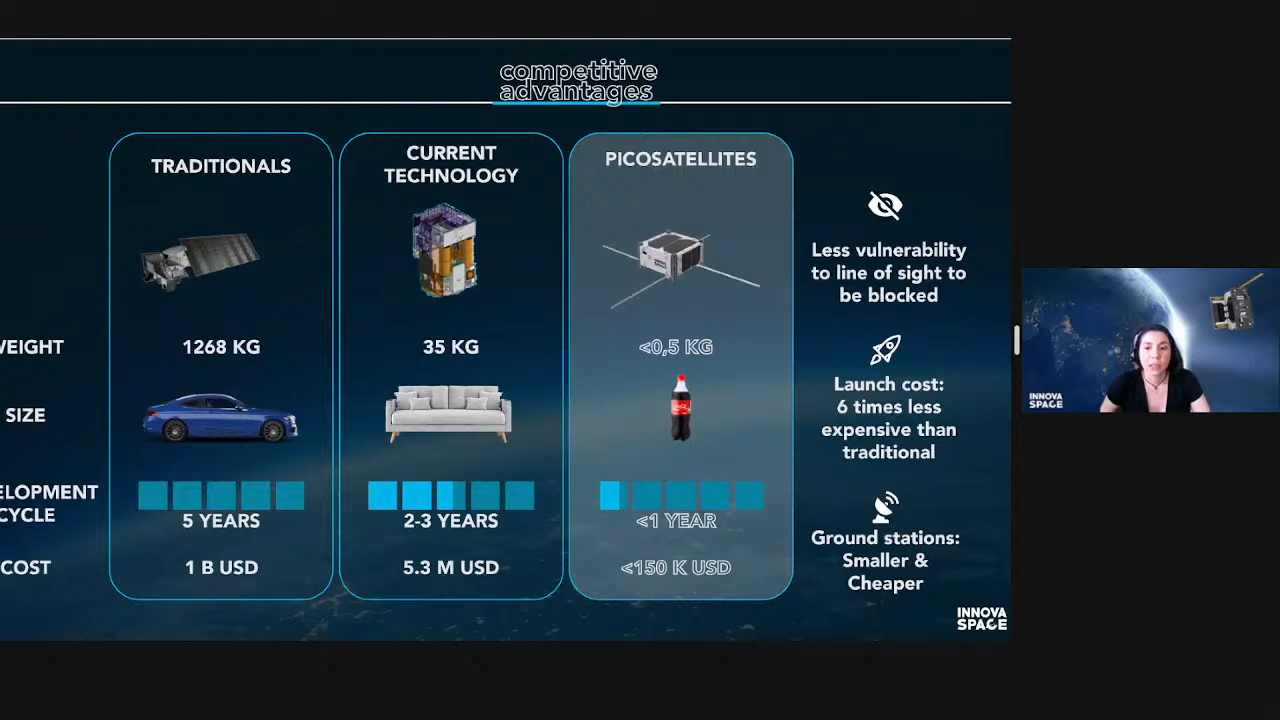 competitive
advantages
TRADITIONALS
CURRENT
TECHNOLOGY
PICOSATELLITES
Less vulnerability
to line of sight to
be blocked
WEIGHT
1268 KG
35 KG
<0,5 KG
Launch cost:
6 times less
expensive than
traditional
SIZE
ELOPMENT
CYCLE
5 YEARS
2-3 YEARS
<1 YEAR
Ground stations:
Smaller &
Cheaper
COST
1 B USD
5.3 M USD
<150 K USD
INNOVA
SPACE
INNOVA
SPACE